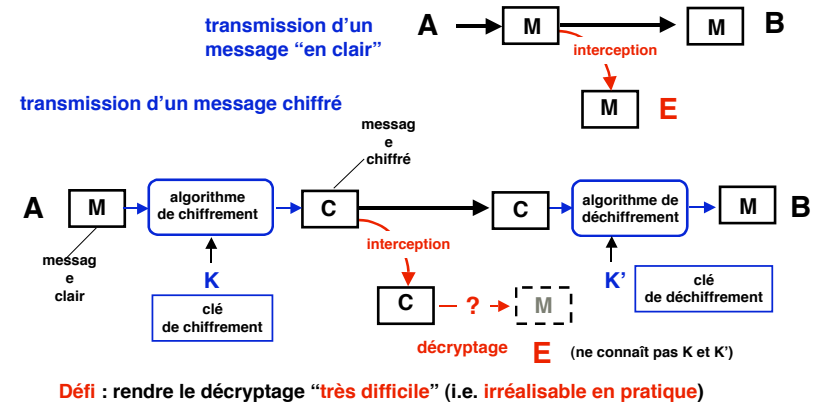 transmission d'un
message “en clair”
A
M
M
B
interception
M
E
transmission d'un message chiffré
messag
e
chiffré
A
M
algorithme
de chiffrement
C
C
algorithme de
déchiffrement
M
B
interception
messag
e
clair
K
clé
de chiffrement
K’
clé
de déchiffrement
C
?
M
décryptage
E
(ne connaît pas K et K’)
Défi : rendre le décryptage “très difficile” (i.e. irréalisable en pratique)